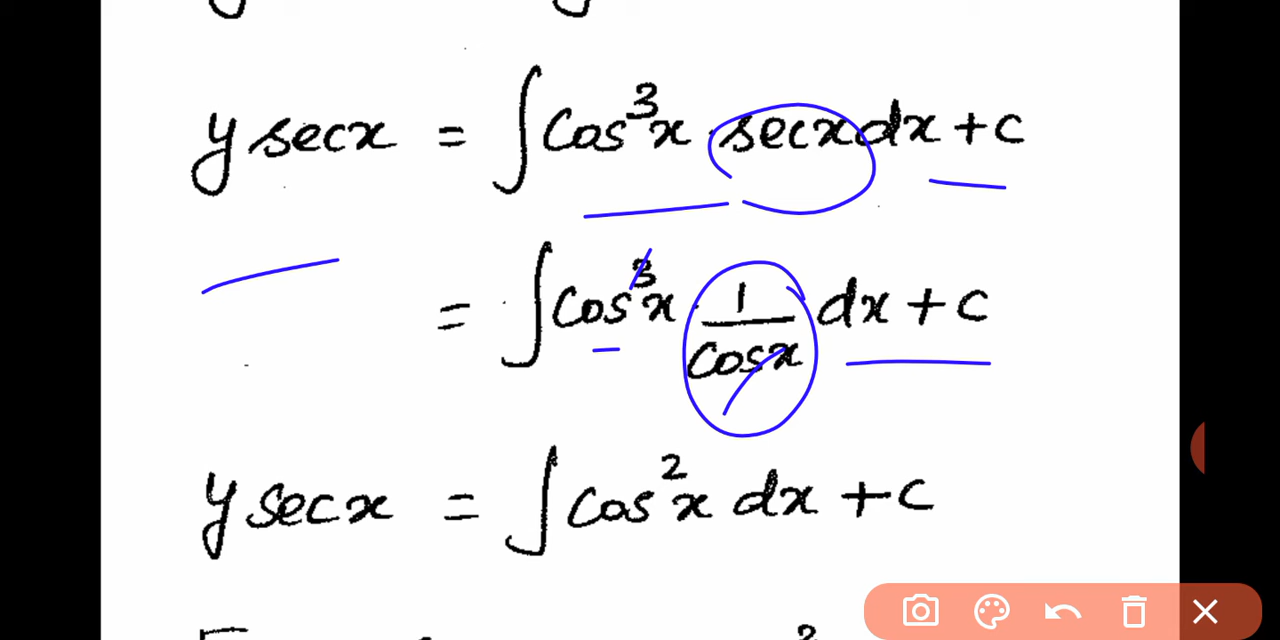 y secx = ∫ Cos³x · secx dx + c
= ∫ Cos³x · 1/Cosx dx + c
y secx = ∫ Cos²x dx + c